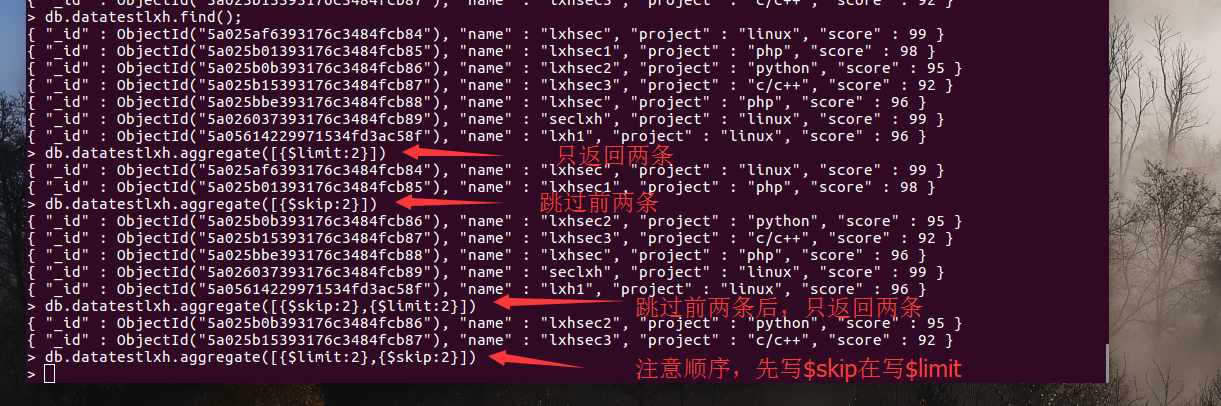 { "_id" : ObjectId("5a025b15393176c3484fcb87"), "name" : "lxhsec3", "project" : "c/c++", "score" : 92 }
> db.datatestlxh.find();
{ "_id" : ObjectId("5a025af6393176c3484fcb84"), "name" : "lxhsec", "project" : "linux", "score" : 99 }
{ "_id" : ObjectId("5a025b01393176c3484fcb85"), "name" : "lxhsec1", "project" : "php", "score" : 98 }
{ "_id" : ObjectId("5a025b0b393176c3484fcb86"), "name" : "lxhsec2", "project" : "python", "score" : 95 }
{ "_id" : ObjectId("5a025b15393176c3484fcb87"), "name" : "lxhsec3", "project" : "c/c++", "score" : 92 }
{ "_id" : ObjectId("5a025bbe393176c3484fcb88"), "name" : "lxhsec", "project" : "php", "score" : 96 }
{ "_id" : ObjectId("5a026037393176c3484fcb89"), "name" : "seclxh", "project" : "linux", "score" : 99 }
{ "_id" : ObjectId("5a05614229971534fd3ac58f"), "name" : "lxh1", "project" : "linux", "score" : 96 }
> db.datatestlxh.aggregate([{$limit:2}]) 只返回两条
{ "_id" : ObjectId("5a025af6393176c3484fcb84"), "name" : "lxhsec", "project" : "linux", "score" : 99 }
{ "_id" : ObjectId("5a025b01393176c3484fcb85"), "name" : "lxhsec1", "project" : "php", "score" : 98 }
> db.datatestlxh.aggregate([{$skip:2}]) 跳过前两条
{ "_id" : ObjectId("5a025b0b393176c3484fcb86"), "name" : "lxhsec2", "project" : "python", "score" : 95 }
{ "_id" : ObjectId("5a025b15393176c3484fcb87"), "name" : "lxhsec3", "project" : "c/c++", "score" : 92 }
{ "_id" : ObjectId("5a025bbe393176c3484fcb88"), "name" : "lxhsec", "project" : "php", "score" : 96 }
{ "_id" : ObjectId("5a026037393176c3484fcb89"), "name" : "seclxh", "project" : "linux", "score" : 99 }
{ "_id" : ObjectId("5a05614229971534fd3ac58f"), "name" : "lxh1", "project" : "linux", "score" : 96 }
> db.datatestlxh.aggregate([{$skip:2},{$limit:2}]) 跳过前两条后，只返回两条
{ "_id" : ObjectId("5a025b0b393176c3484fcb86"), "name" : "lxhsec2", "project" : "python", "score" : 95 }
{ "_id" : ObjectId("5a025b15393176c3484fcb87"), "name" : "lxhsec3", "project" : "c/c++", "score" : 92 }
> db.datatestlxh.aggregate([{$limit:2},{$skip:2}]) 注意顺序，先写$skip在写$limit
>